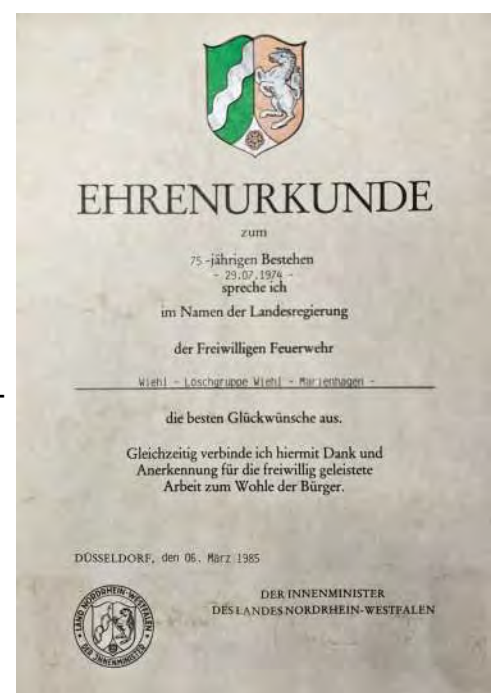 EHRENURKUNDE
zum
75 -jährigen Bestehen
- 29.07.1974 -
spreche ich
im Namen der Landesregierung
der Freiwilligen Feuerwehr
Wiehl - Löschgruppe Wiehl - Marienhagen -
die besten Glückwünsche aus.
Gleichzeitig verbinde ich hiermit Dank und
Anerkennung für die freiwillig geleistete
Arbeit zum Wohle der Bürger.
DÜSSELDORF, den 06. März 1985
DER INNENMINISTER
DES LANDES NORDRHEIN-WESTFALEN
LAND NORDRHEIN-WESTFALEN
DER INNENMINISTER